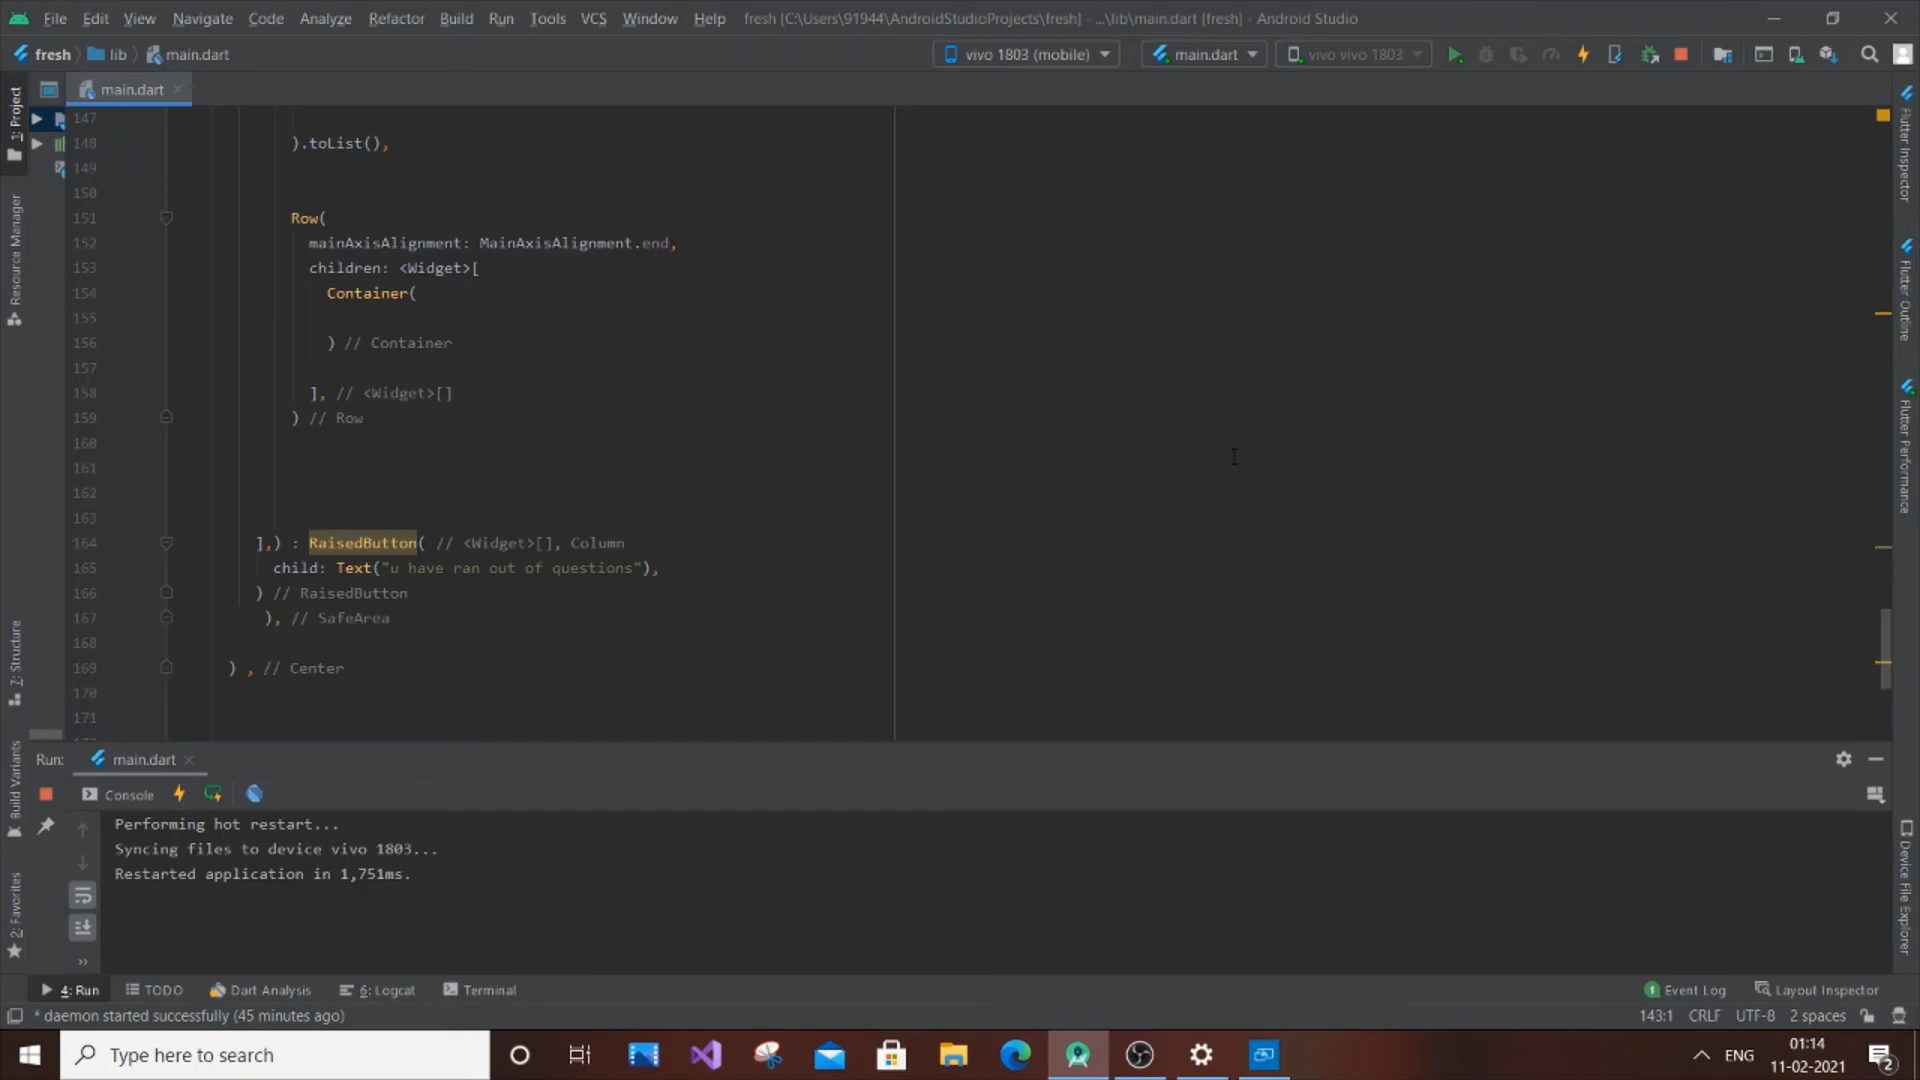 File Edit View Navigate Code Analyze Refactor Build Run Tools VCS Window Help fresh [C:\Users\91944\AndroidStudioProjects\fresh] - ...\lib\main.dart [fresh] - Android Studio
fresh lib main.dart vivo 1803 (mobile) main.dart vivo vivo 1803
1: Project
main.dart
147
148 ).toList(),
149
150
151 Row(
152 mainAxisAlignment: MainAxisAlignment.end,
153 children: <Widget>[
154 Container(
155
156 ) // Container
157
158 ], // <Widget>[]
159 ) // Row
160
161
162
163
164 ],) : RaisedButton( // <Widget>[], Column
165 child: Text("u have ran out of questions"),
166 ) // RaisedButton
167 ), // SafeArea
168
169 ) , // Center
170
171
Resource Manager
7: Structure
Build Variants
2: Favorites
Flutter Inspector
Flutter Outline
Flutter Performance
Device File Explorer
Run: main.dart
Console
Performing hot restart...
Syncing files to device vivo 1803...
Restarted application in 1,751ms.
»
4: Run TODO Dart Analysis 6: Logcat Terminal 1 Event Log Layout Inspector
* daemon started successfully (45 minutes ago) 143:1 CRLF UTF-8 2 spaces
Type here to search ENG 01:14
11-02-2021 2